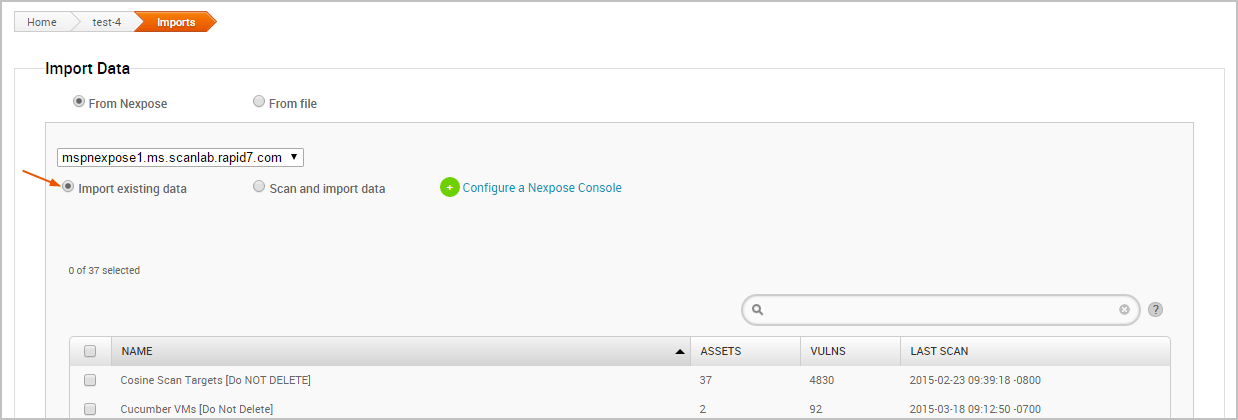 Home test-4 Imports
Import Data
From Nexpose From file
mspnexpose1.ms.scanlab.rapid7.com
Import existing data Scan and import data + Configure a Nexpose Console
0 of 37 selected
?
NAME ASSETS VULNS LAST SCAN
Cosine Scan Targets [Do NOT DELETE] 37 4830 2015-02-23 09:39:18 -0800
Cucumber VMs [Do Not Delete] 2 92 2015-03-18 09:12:50 -0700